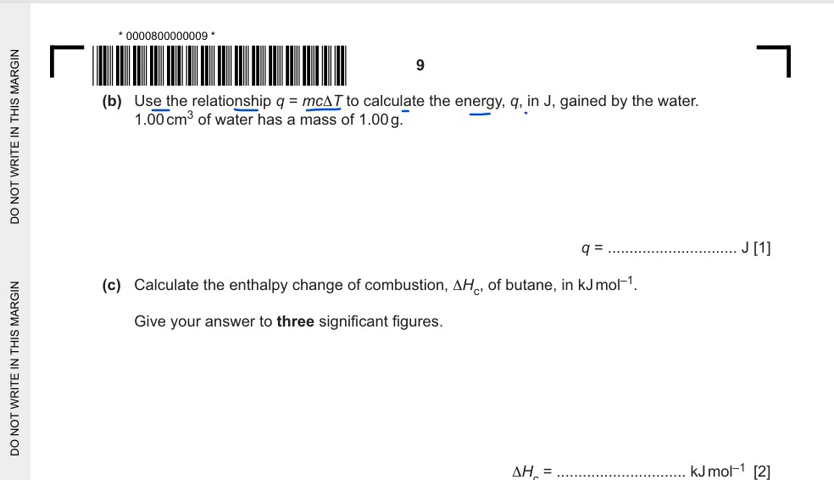 * 0000800000009 *
9
DO NOT WRITE IN THIS MARGIN
(b) Use the relationship q = mcΔT to calculate the energy, q, in J, gained by the water.
1.00 cm³ of water has a mass of 1.00 g.
q = .............................. J [1]
DO NOT WRITE IN THIS MARGIN
(c) Calculate the enthalpy change of combustion, ΔHc, of butane, in kJ mol⁻¹.
Give your answer to three significant figures.
ΔHc = .............................. kJ mol⁻¹ [2]